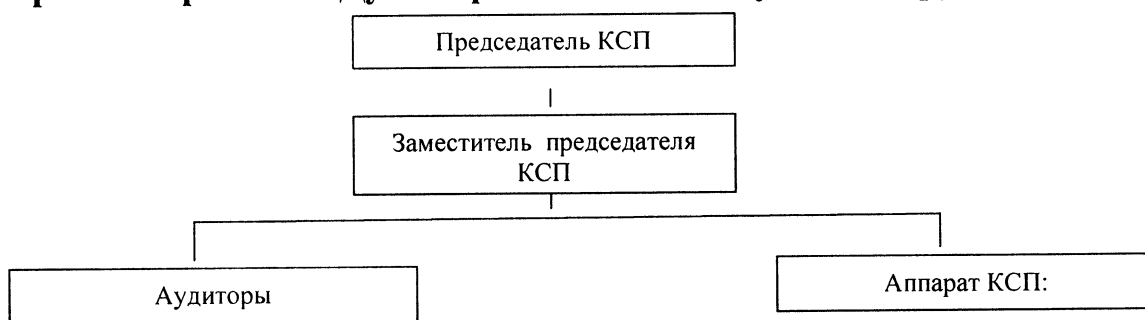 Председатель КСП
Заместитель председателя
КСП
Аудиторы
Аппарат КСП: